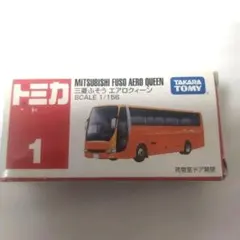 トミカ
MITSUBISHI FUSO AERO QUEEN
三菱ふそう エアロクィーン
SCALE 1/156
TAKARA
TOMY
1